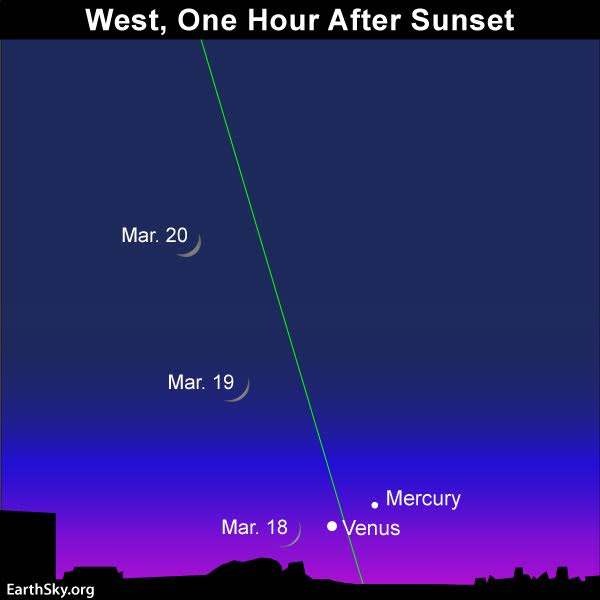 West, One Hour After Sunset
Mar. 20
Mar. 19
Mercury
Mar. 18
Venus
EarthSky.org